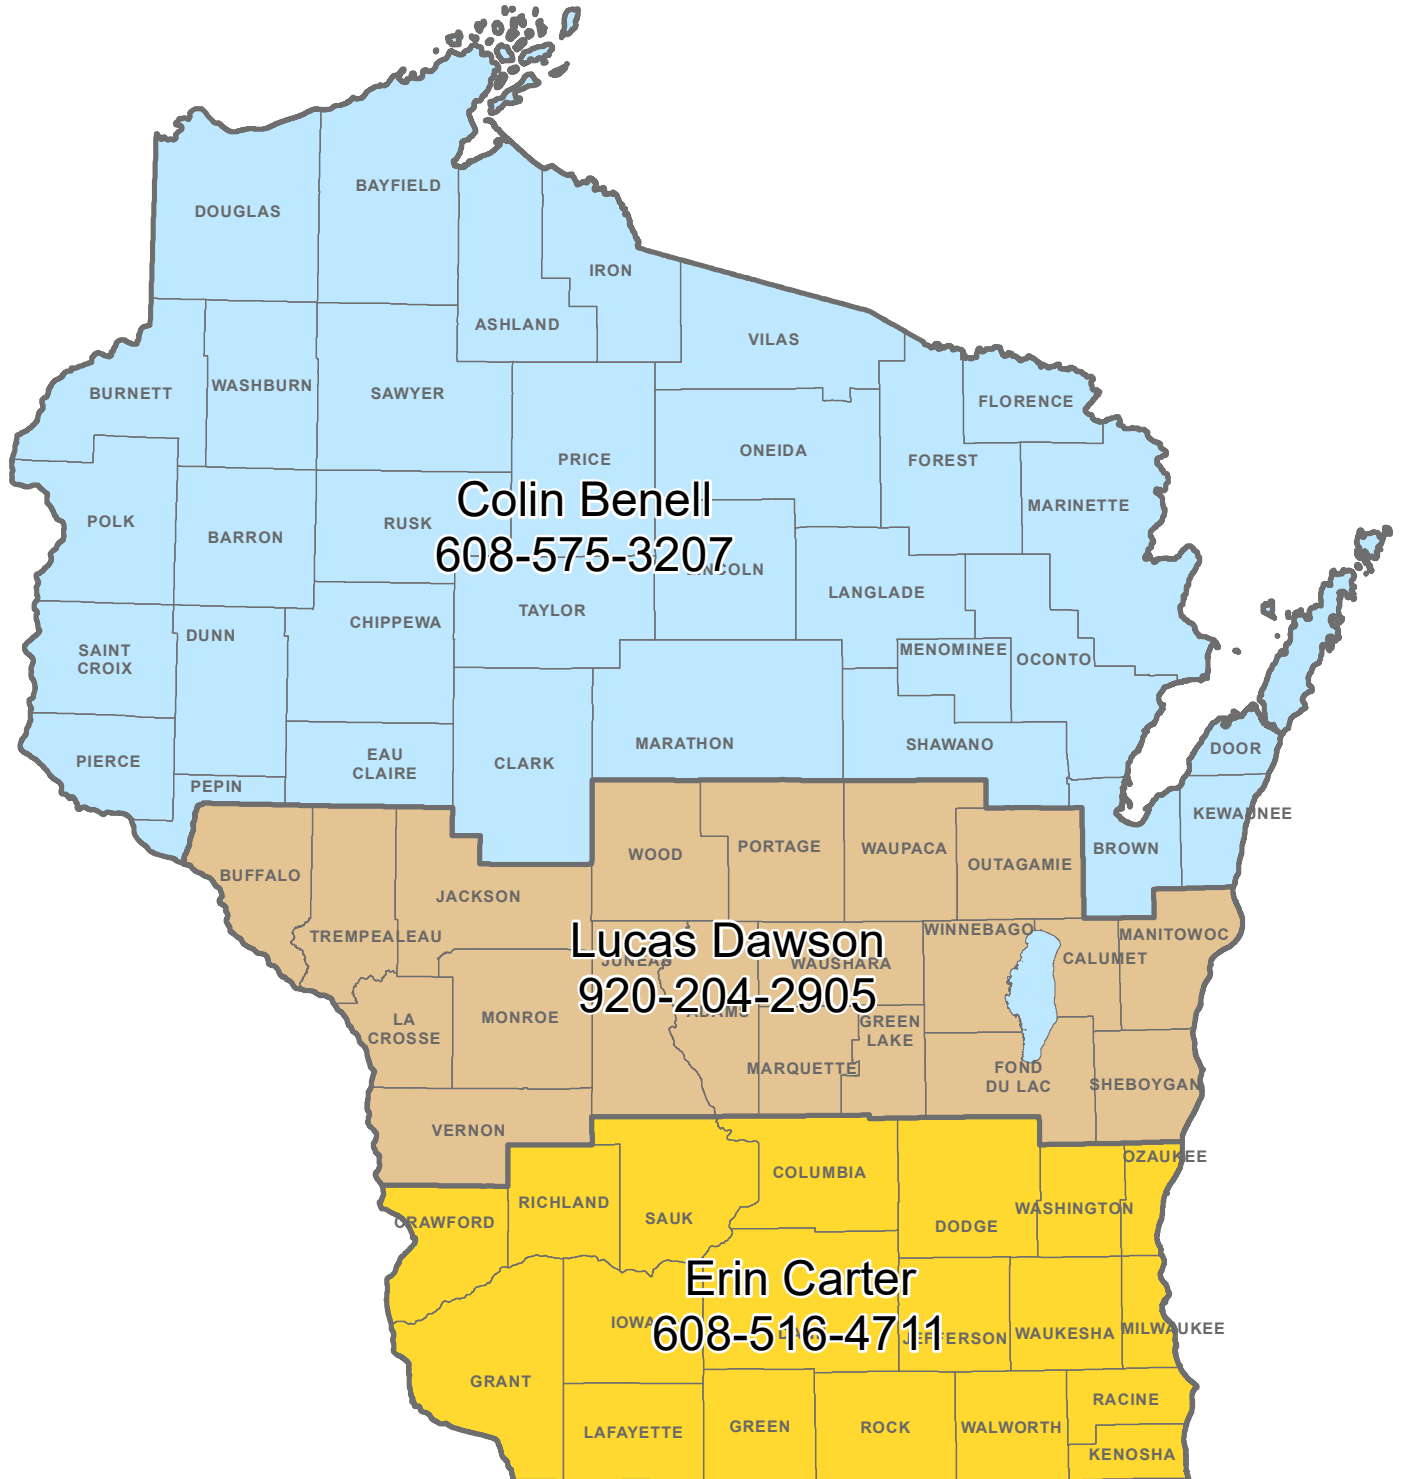 BAYFIELD
DOUGLAS
IRON
ASHLAND
VILAS
BURNETT
WASHBURN
SAWYER
FLORENCE
PRICE
ONEIDA
FOREST
MARINETTE
POLK
BARRON
RUSK
Colin Benell
608-575-3207
LINCOLN
LANGLADE
TAYLOR
CHIPPEWA
DUNN
SAINT
CROIX
MENOMINEE
OCONTO
PIERCE
EAU
CLAIRE
CLARK
MARATHON
SHAWANO
DOOR
PEPIN
KEWAUNEE
WOOD
PORTAGE
WAUPACA
BROWN
OUTAGAMIE
BUFFALO
JACKSON
TREMPEALEAU
Lucas Dawson
920-204-2905
JUNEAU
WAUSHARA
WINNEBAGO
CALUMET
MANITOWOC
ADAMS
LA
CROSSE
MONROE
GREEN
LAKE
MARQUETTE
FOND
DU LAC
SHEBOYGAN
VERNON
OZAUKEE
COLUMBIA
RICHLAND
SAUK
CRAWFORD
DODGE
WASHINGTON
Erin Carter
608-516-4711
IOWA
JEFFERSON
WAUKESHA
MILWAUKEE
GRANT
LAFAYETTE
GREEN
ROCK
WALWORTH
RACINE
KENOSHA